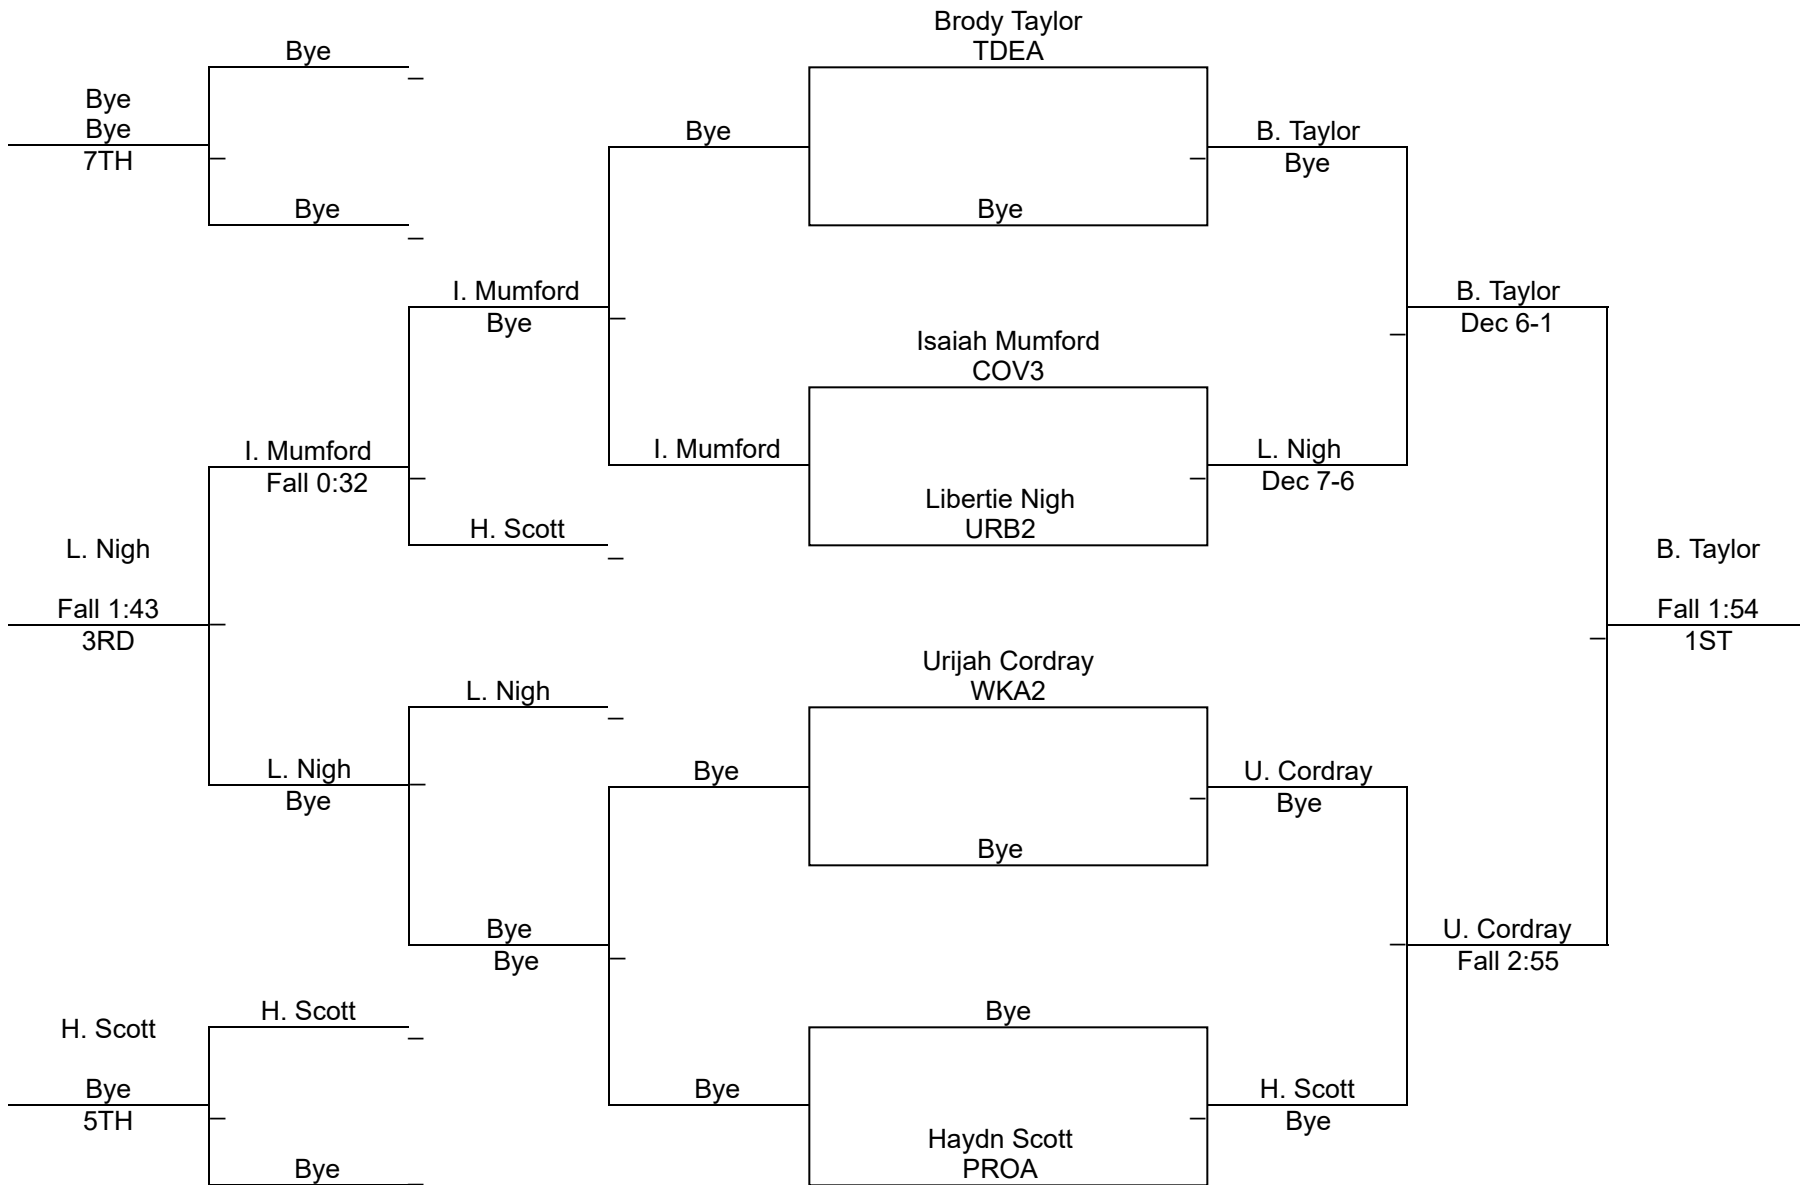 Brody Taylor
TDEA
Bye
Bye
Bye
7TH
Bye
B. Taylor
Bye
Bye
Bye
I. Mumford
Bye
B. Taylor
Dec 6-1
Isaiah Mumford
COV3
I. Mumford
Fall 0:32
I. Mumford
L. Nigh
Dec 7-6
Libertie Nigh
URB2
H. Scott
L. Nigh
Fall 1:43
3RD
B. Taylor
Fall 1:54
1ST
Urijah Cordray
WKA2
L. Nigh
L. Nigh
Bye
Bye
U. Cordray
Bye
Bye
Bye
Bye
U. Cordray
Fall 2:55
H. Scott
H. Scott
Bye
5TH
Bye
Bye
Bye
H. Scott
Bye
Haydn Scott
PROA